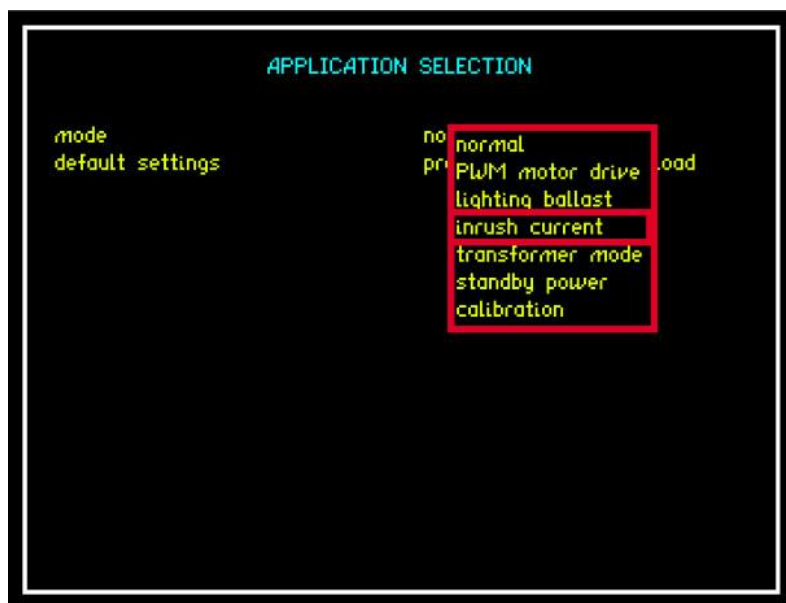 APPLICATION SELECTION
mode
default settings
normal
PWM motor drive
lighting ballast
inrush current
transformer mode
standby power
calibration